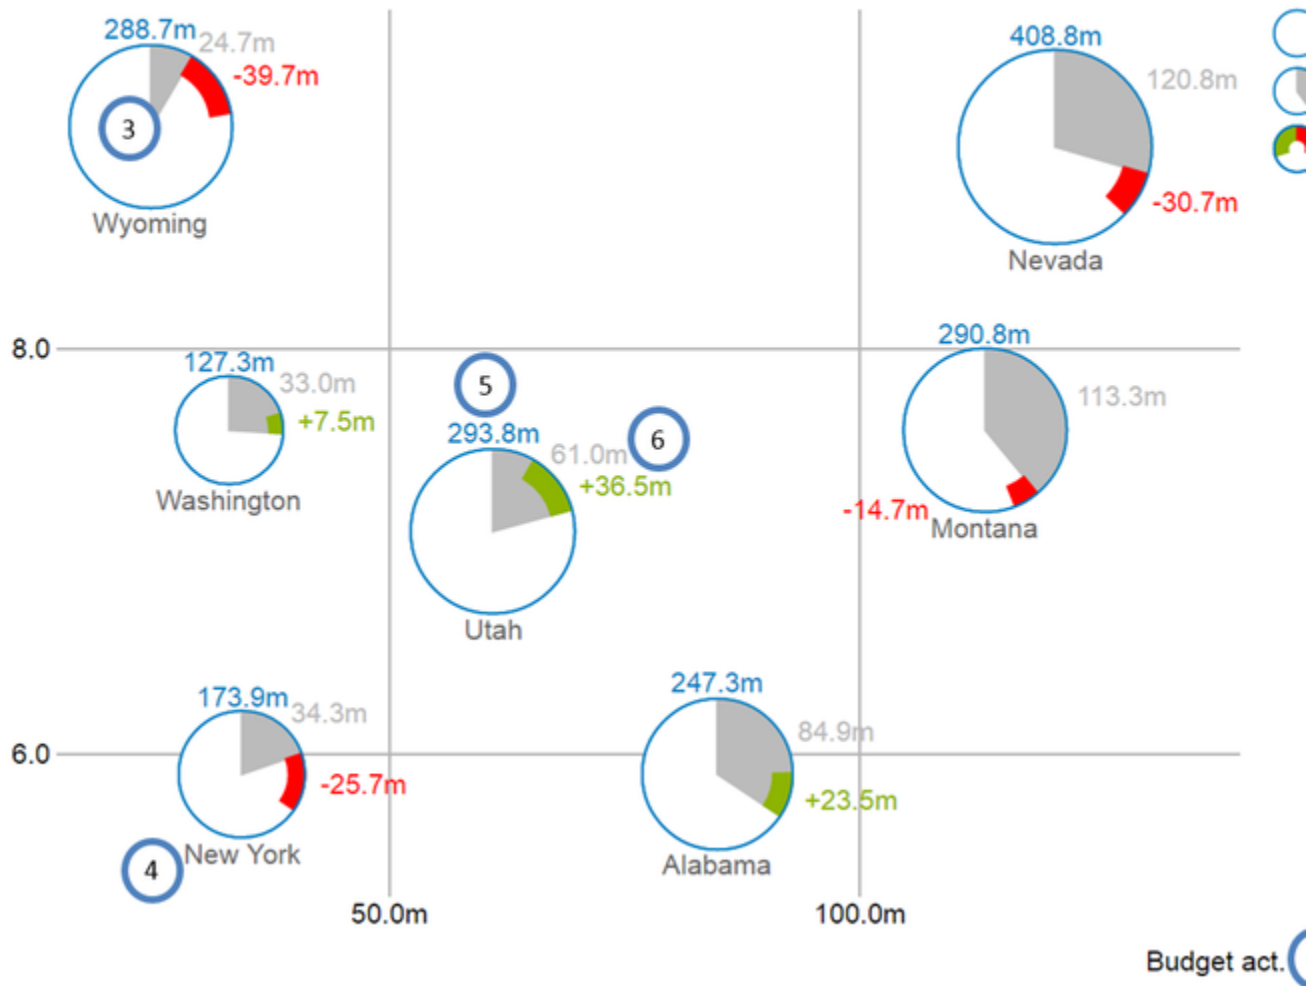 288.7m
24.7m
-39.7m
3
Wyoming
408.8m
120.8m
-30.7m
Nevada
8.0
127.3m
33.0m
+7.5m
Washington
5
293.8m
61.0m
+36.5m
6
Utah
290.8m
113.3m
-14.7m
Montana
6.0
173.9m
34.3m
-25.7m
New York
4
247.3m
84.9m
+23.5m
Alabama
50.0m
100.0m
Budget act.